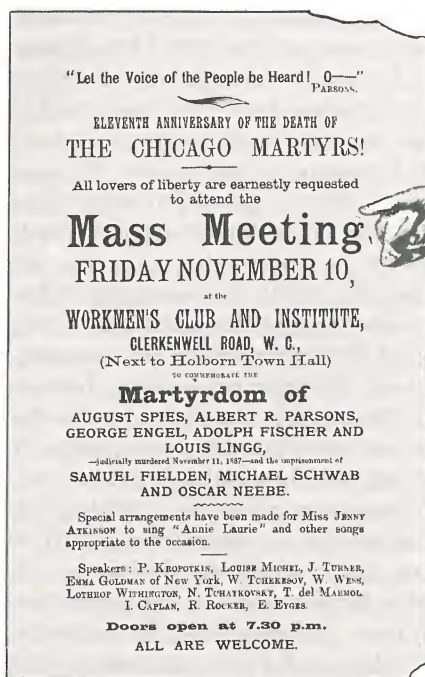 "Let the Voice of the People be Heard! O——"
PARSONS.
ELEVENTH ANNIVERSARY OF THE DEATH OF
THE CHICAGO MARTYRS!
All lovers of liberty are earnestly requested
to attend the
Mass Meeting
FRIDAY NOVEMBER 10,
at the
WORKMEN'S CLUB AND INSTITUTE,
CLERKENWELL ROAD, W. C.,
(Next to Holborn Town Hall)
TO COMMEMORATE THE
Martyrdom of
AUGUST SPIES, ALBERT R. PARSONS,
GEORGE ENGEL, ADOLPH FISCHER AND
LOUIS LINGG,
—judicially murdered November 11, 1887—and the imprisonment of
SAMUEL FIELDEN, MICHAEL SCHWAB
AND OSCAR NEEBE.
Special arrangements have been made for Miss JENNY
ATKINSON to sing "Annie Laurie" and other songs
appropriate to the occasion.
Speakers: P. KROPOTKIN, LOUISE MICHEL, J. TURNER,
EMMA GOLDMAN of New York, W. TCHERKESOV, W. WESS,
LOTHROP WITHINGTON, N. TCHAYKOVSKY, T. del MARMOL.
I. CAPLAN, R. ROCKER, E. EYGES.
Doors open at 7.30 p.m.
ALL ARE WELCOME.